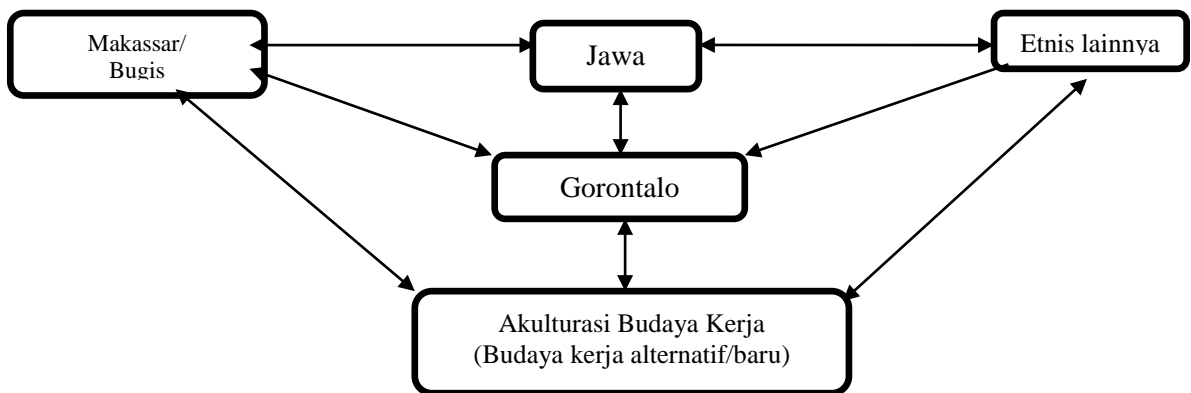 Makassar/
Bugis
Jawa
Etnis lainnya
Gorontalo
Akulturasi Budaya Kerja
(Budaya kerja alternatif/baru)